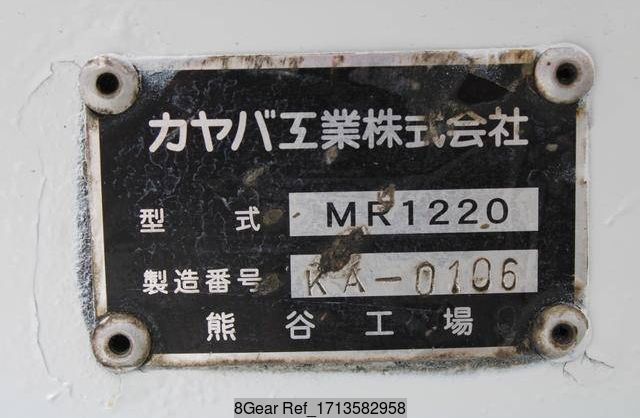 カヤバ工業株式会社
型式 MR1220
製造番号 KA-0106
熊谷工場
8Gear Ref_1713582958